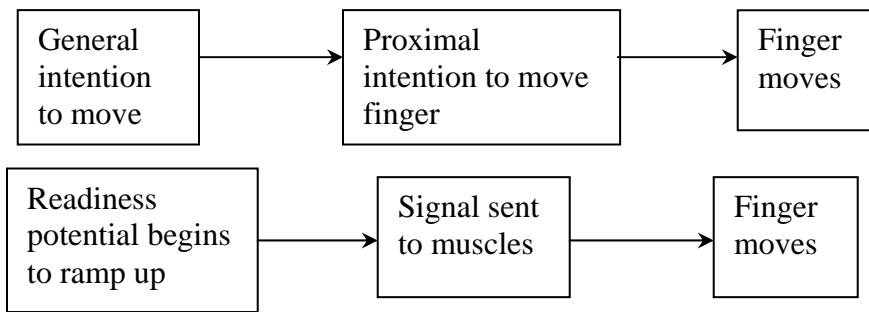 General
intention
to move
Proximal
intention to move
finger
Finger
moves
Readiness
potential begins
to ramp up
Signal sent
to muscles
Finger
moves